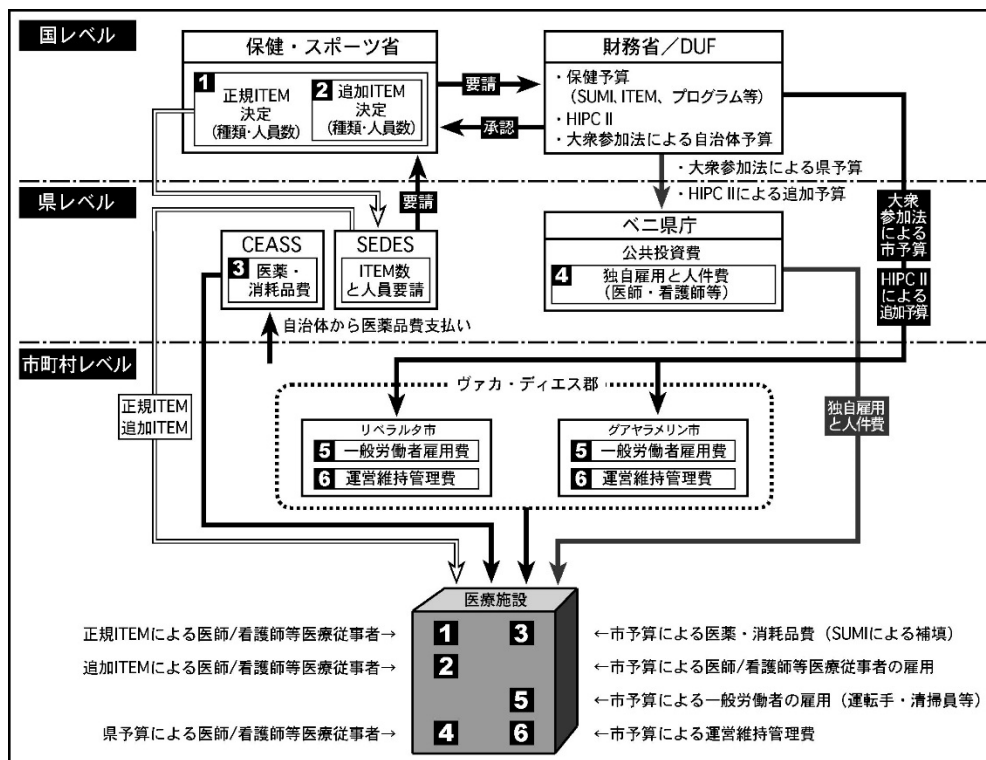 国レベル
保健・スポーツ省
1 正規ITEM
決定
(種類・人員数)
2 追加ITEM
決定
(種類・人員数)
要請
承認
財務省/DUF
・保健予算
(SUMI、ITEM、プログラム等)
・HIPC II
・大衆参加法による自治体予算
・大衆参加法による県予算
・HIPC IIによる追加予算
県レベル
要請
CEASS
3 医薬・
消耗品費
SEDES
ITEM数
と人員要請
自治体から医薬品費支払い
ベニ県庁
公共投資費
4 独自雇用と人件費
(医師・看護師等)
大衆
参加法
による
市予算
HIPC II
による
追加予算
市町村レベル
正規ITEM
追加ITEM
ヴァカ・ディエス郡
リベラルタ市
5 一般労働者雇用費
6 運営維持管理費
グアヤラメリン市
5 一般労働者雇用費
6 運営維持管理費
独自雇用
と人件費
医療施設
正規ITEMによる医師/看護師等医療従事者→ 1 3 ←市予算による医薬・消耗品費(SUMIによる補填)
追加ITEMによる医師/看護師等医療従事者→ 2 ←市予算による医師/看護師等医療従事者の雇用
5 ←市予算による一般労働者の雇用(運転手・清掃員等)
県予算による医師/看護師等医療従事者→ 4 6 ←市予算による運営維持管理費